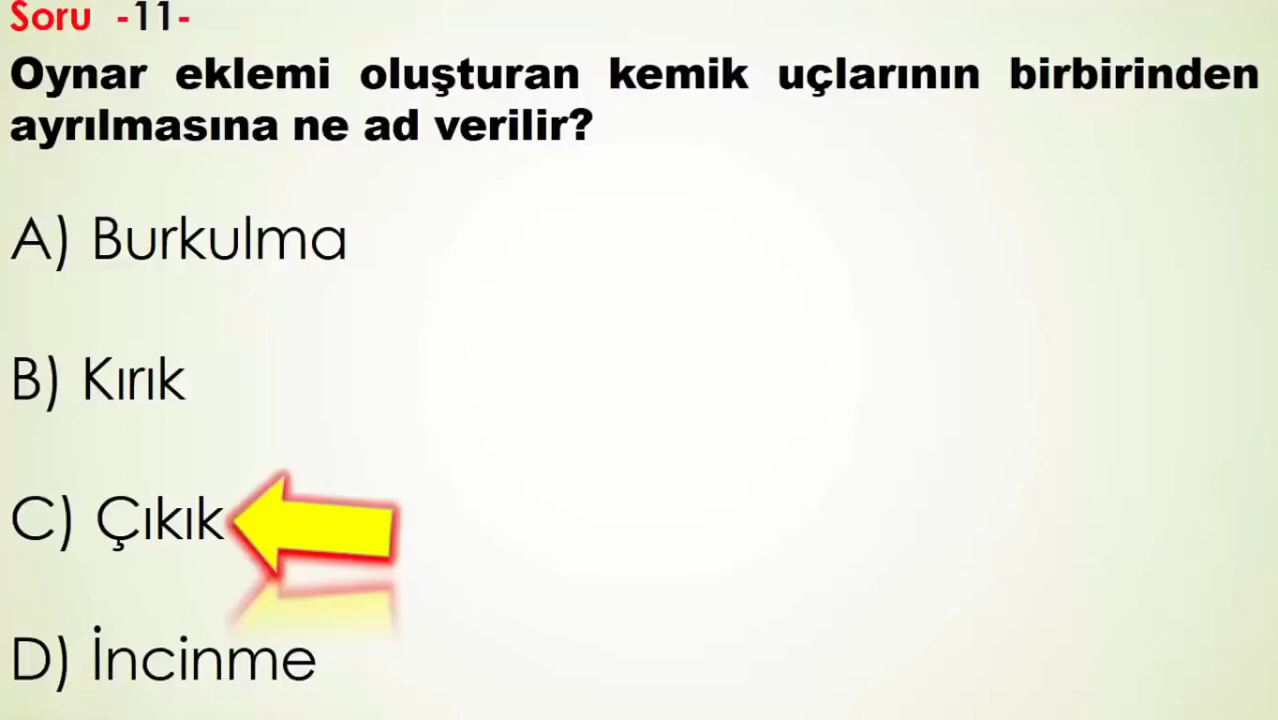 Soru -11-
Oynar eklemi oluşturan kemik uçlarının birbirinden
ayrılmasına ne ad verilir?
A) Burkulma
B) Kırık
C) Çıkık
D) İncinme